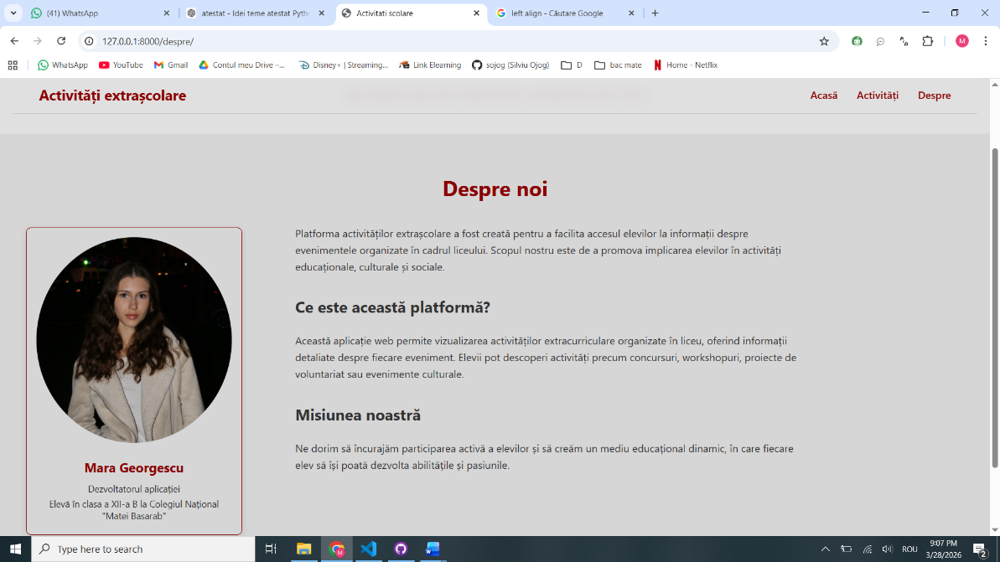 (41) WhatsApp
atestat - Idei teme atestat Pyth
Activitati scolare
left align - Căutare Google
127.0.0.1:8000/despre/
M
WhatsApp
YouTube
Gmail
Contul meu Drive –...
Disney+ | Streaming...
Link Elearning
sojog (Silviu Ojog)
D
bac mate
Home - Netflix
Activități extrașcolare
Acasă
Activități
Despre
Despre noi
Mara Georgescu
Dezvoltatorul aplicației
Elevă în clasa a XII-a B la Colegiul Național
"Matei Basarab"
Platforma activităților extrașcolare a fost creată pentru a facilita accesul elevilor la informații despre
evenimentele organizate în cadrul liceului. Scopul nostru este de a promova implicarea elevilor în activități
educaționale, culturale și sociale.
Ce este această platformă?
Această aplicație web permite vizualizarea activităților extracurriculare organizate în liceu, oferind informații
detaliate despre fiecare eveniment. Elevii pot descoperi activități precum concursuri, workshopuri, proiecte de
voluntariat sau evenimente culturale.
Misiunea noastră
Ne dorim să încurajăm participarea activă a elevilor și să creăm un mediu educațional dinamic, în care fiecare
elev să își poată dezvolta abilitățile și pasiunile.
Type here to search
ROU
9:07 PM
3/28/2026
2